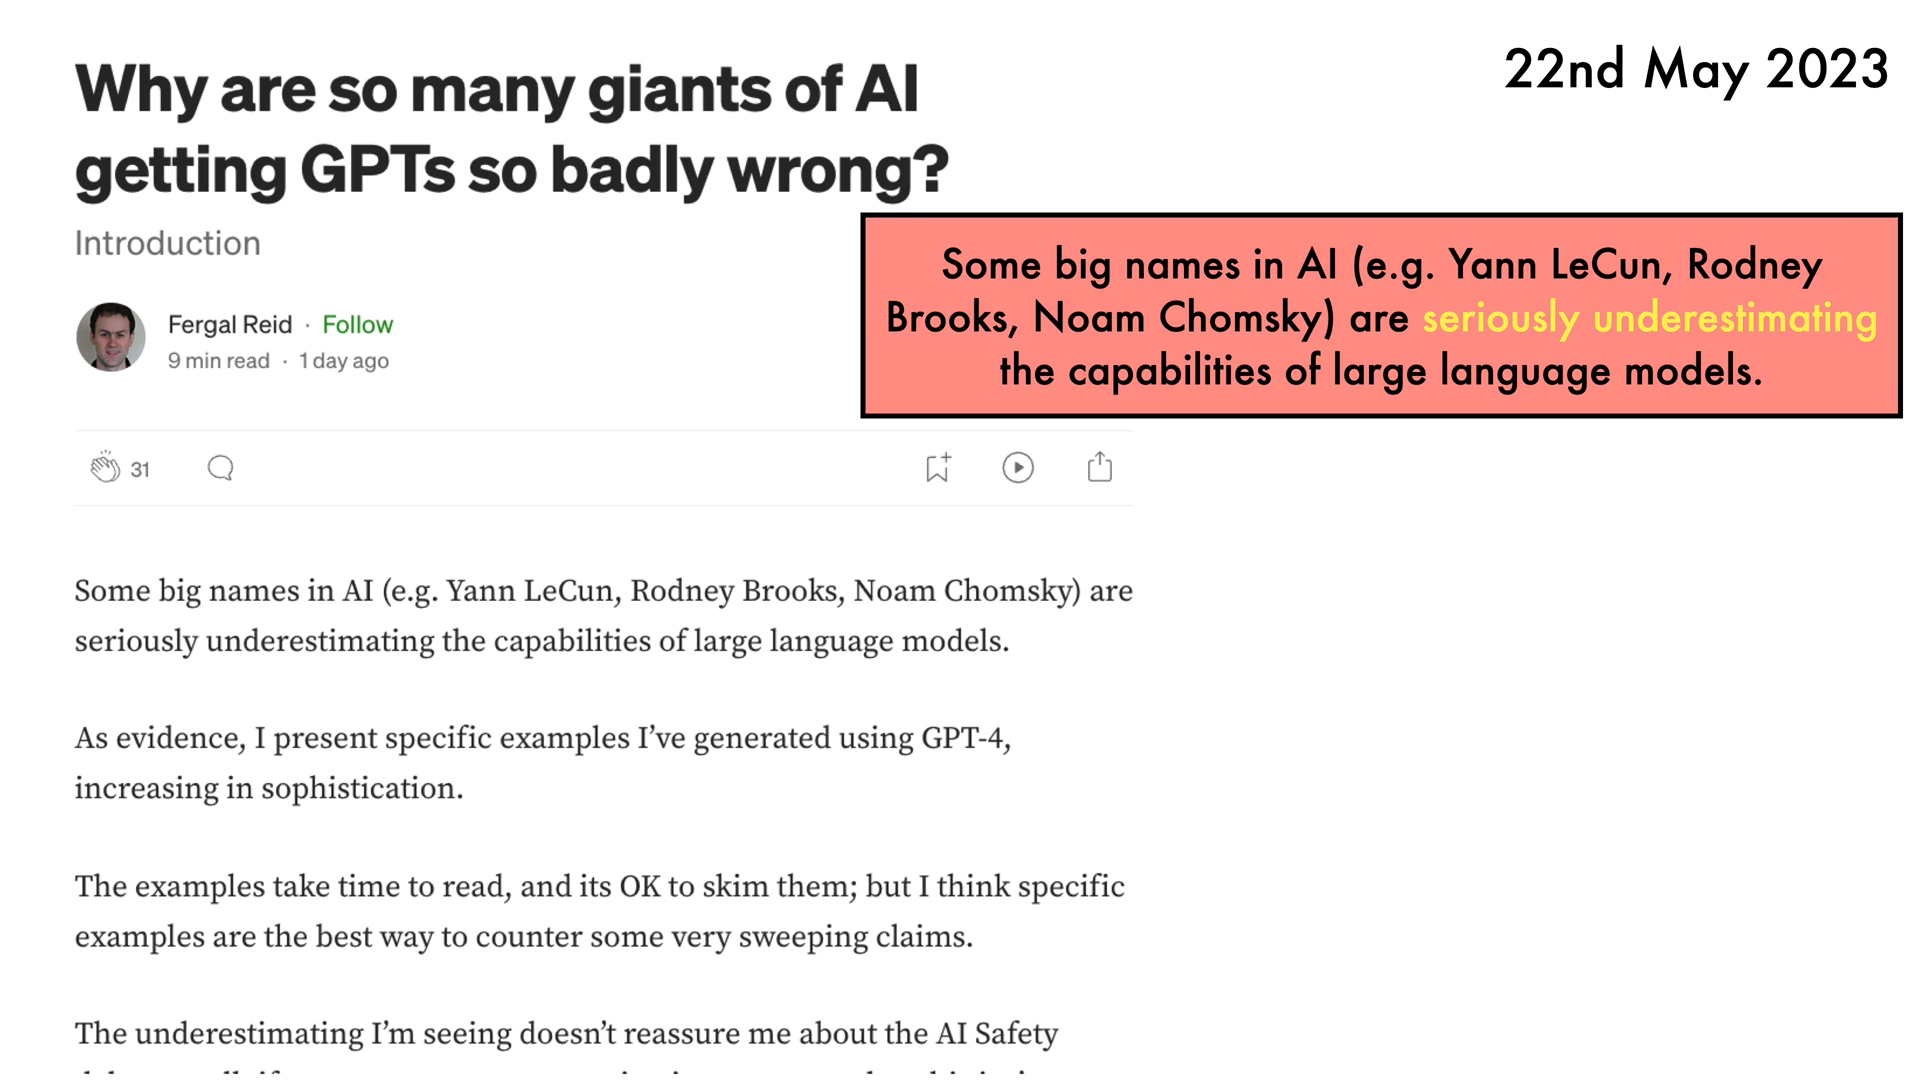 Why are so many giants of AI
getting GPTs so badly wrong?
22nd May 2023
Introduction
Some big names in AI (e.g. Yann LeCun, Rodney
Brooks, Noam Chomsky) are seriously underestimating
the capabilities of large language models.
Fergal Reid · Follow
9 min read · 1 day ago
31
Some big names in AI (e.g. Yann LeCun, Rodney Brooks, Noam Chomsky) are
seriously underestimating the capabilities of large language models.
As evidence, I present specific examples I’ve generated using GPT-4,
increasing in sophistication.
The examples take time to read, and its OK to skim them; but I think specific
examples are the best way to counter some very sweeping claims.
The underestimating I’m seeing doesn’t reassure me about the AI Safety